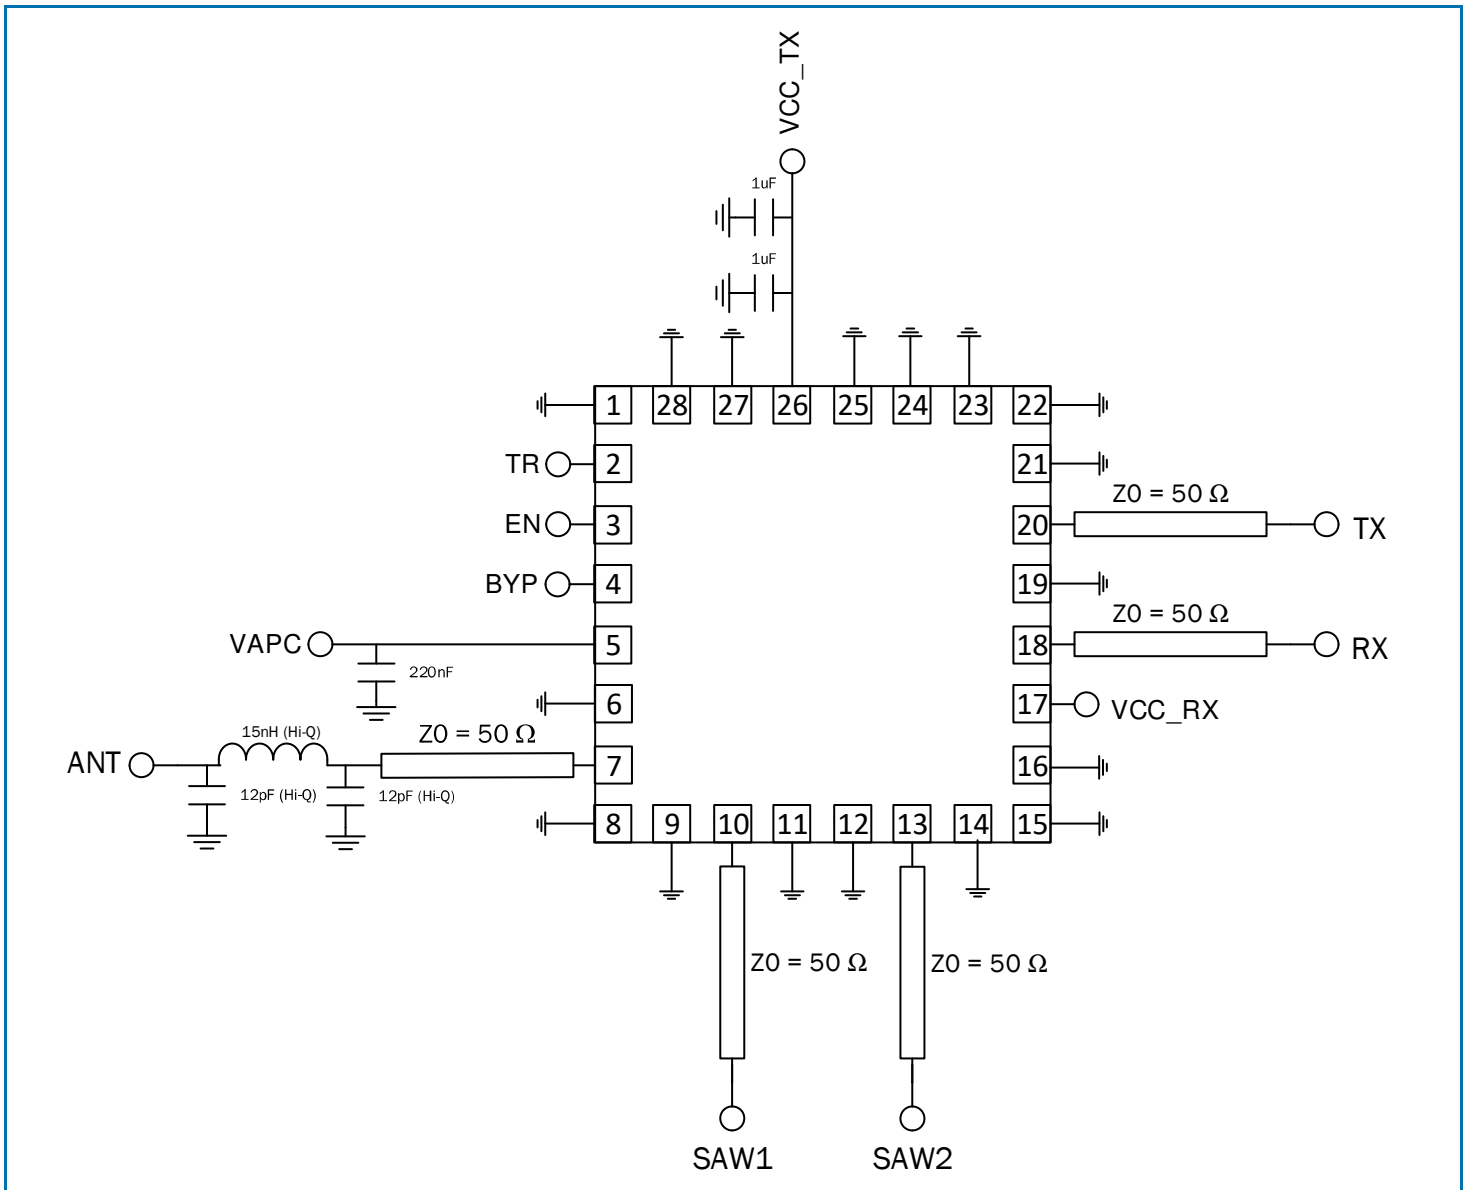 VCC_TX
1uF
1uF
1 28 27 26 25 24 23 22
TR 2 21
Z0 = 50 Ω
EN 3 20 TX
BYP 4 19
Z0 = 50 Ω
VAPC 5 18 RX
220nF
6 17 VCC_RX
15nH (Hi-Q) Z0 = 50 Ω
ANT 7 16
12pF (Hi-Q) 12pF (Hi-Q)
8 9 10 11 12 13 14 15
Z0 = 50 Ω Z0 = 50 Ω
SAW1 SAW2